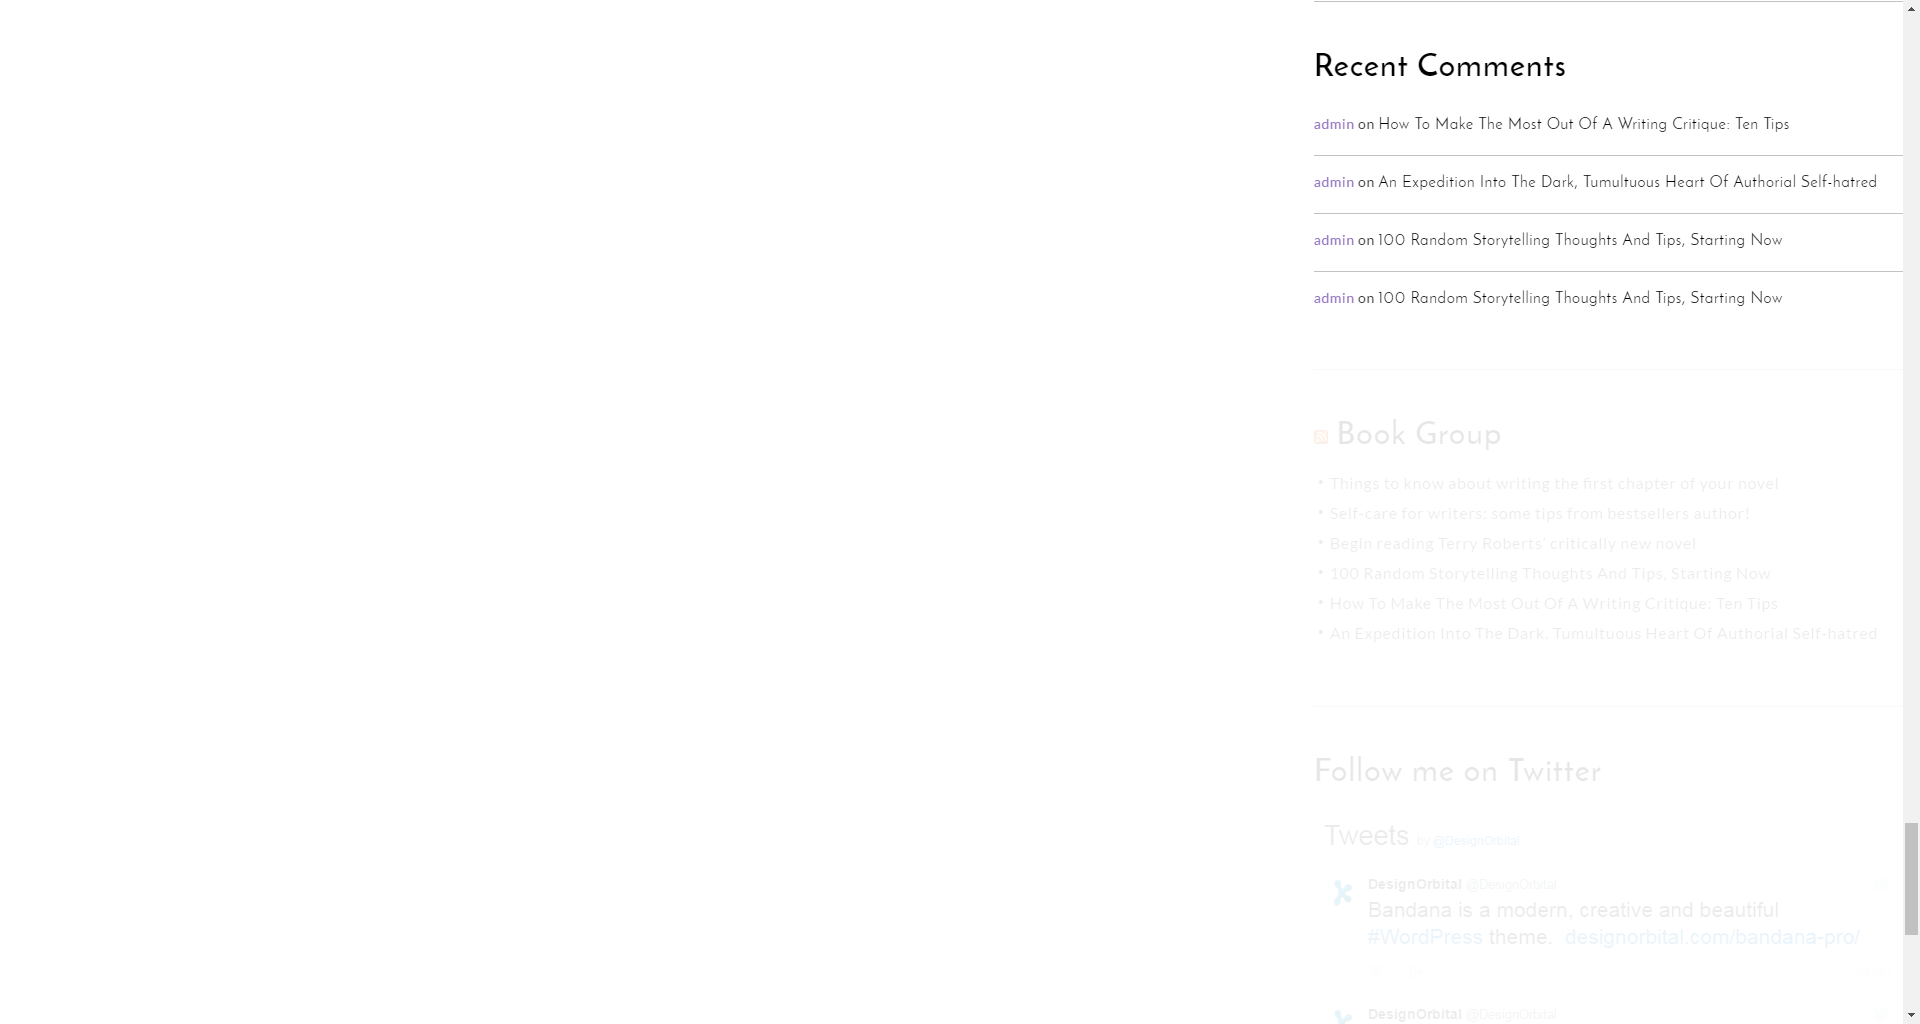 Recent Comments
admin on How To Make The Most Out Of A Writing Critique: Ten Tips
admin on An Expedition Into The Dark, Tumultuous Heart Of Authorial Self-hatred
admin on 100 Random Storytelling Thoughts And Tips, Starting Now
admin on 100 Random Storytelling Thoughts And Tips, Starting Now
Book Group
• Things to know about writing the first chapter of your novel
• Self-care for writers: some tips from bestsellers author!
• Begin reading Terry Roberts' critically new novel
• 100 Random Storytelling Thoughts And Tips, Starting Now
• How To Make The Most Out Of A Writing Critique: Ten Tips
• An Expedition Into The Dark, Tumultuous Heart Of Authorial Self-hatred
Follow me on Twitter
Tweets by @DesignOrbital
DesignOrbital @DesignOrbital
Bandana is a modern, creative and beautiful
#WordPress theme. designorbital.com/bandana-pro/
DesignOrbital @DesignOrbital